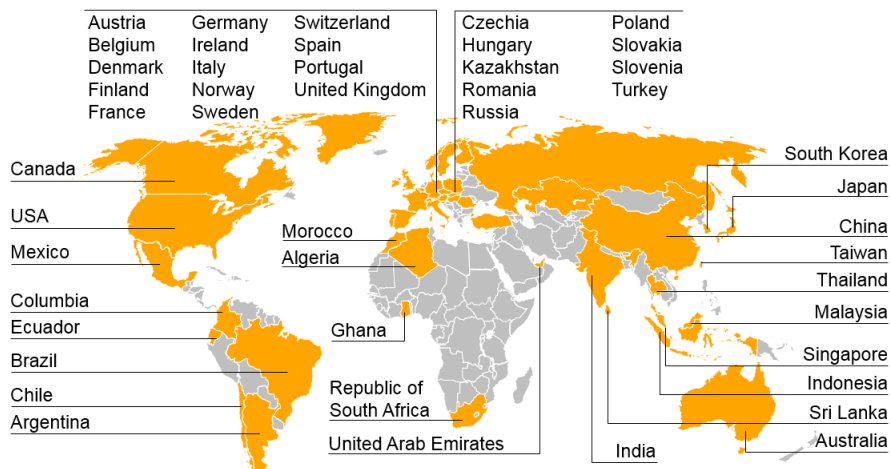 Austria
Belgium
Denmark
Finland
France
Germany
Ireland
Italy
Norway
Sweden
Switzerland
Spain
Portugal
United Kingdom
Czechia
Hungary
Kazakhstan
Romania
Russia
Poland
Slovakia
Slovenia
Turkey
Canada
USA
Mexico
Columbia
Ecuador
Brazil
Chile
Argentina
Morocco
Algeria
Ghana
Republic of
South Africa
United Arab Emirates
South Korea
Japan
China
Taiwan
Thailand
Malaysia
Singapore
Indonesia
Sri Lanka
Australia
India